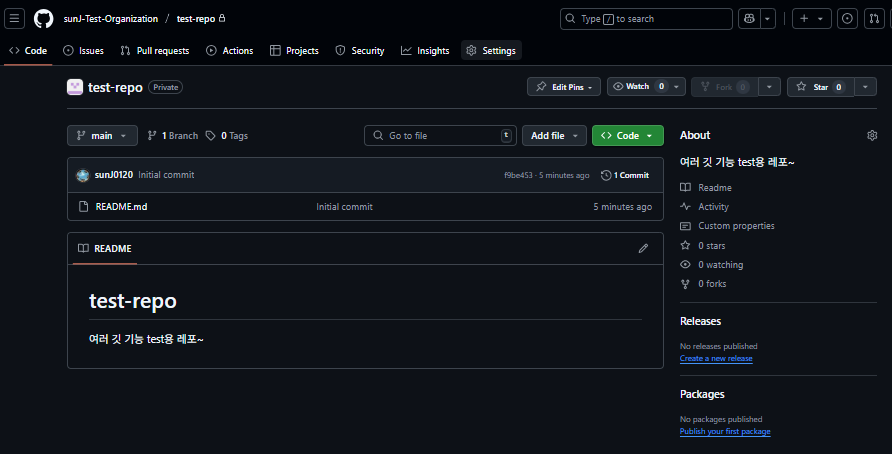 sunJ-Test-Organization / test-repo
Type / to search
Code Issues Pull requests Actions Projects Security Insights Settings
test-repo Private
Edit Pins Watch 0 Fork 0 Star 0
main 1 Branch 0 Tags
Go to file t
Add file
Code
sunJ0120 Initial commit f9be453 · 5 minutes ago 1 Commit
README.md Initial commit 5 minutes ago
README
test-repo
여러 깃 기능 test용 레포~
About
여러 깃 기능 test용 레포~
Readme
Activity
Custom properties
0 stars
0 watching
0 forks
Releases
No releases published
Create a new release
Packages
No packages published
Publish your first package